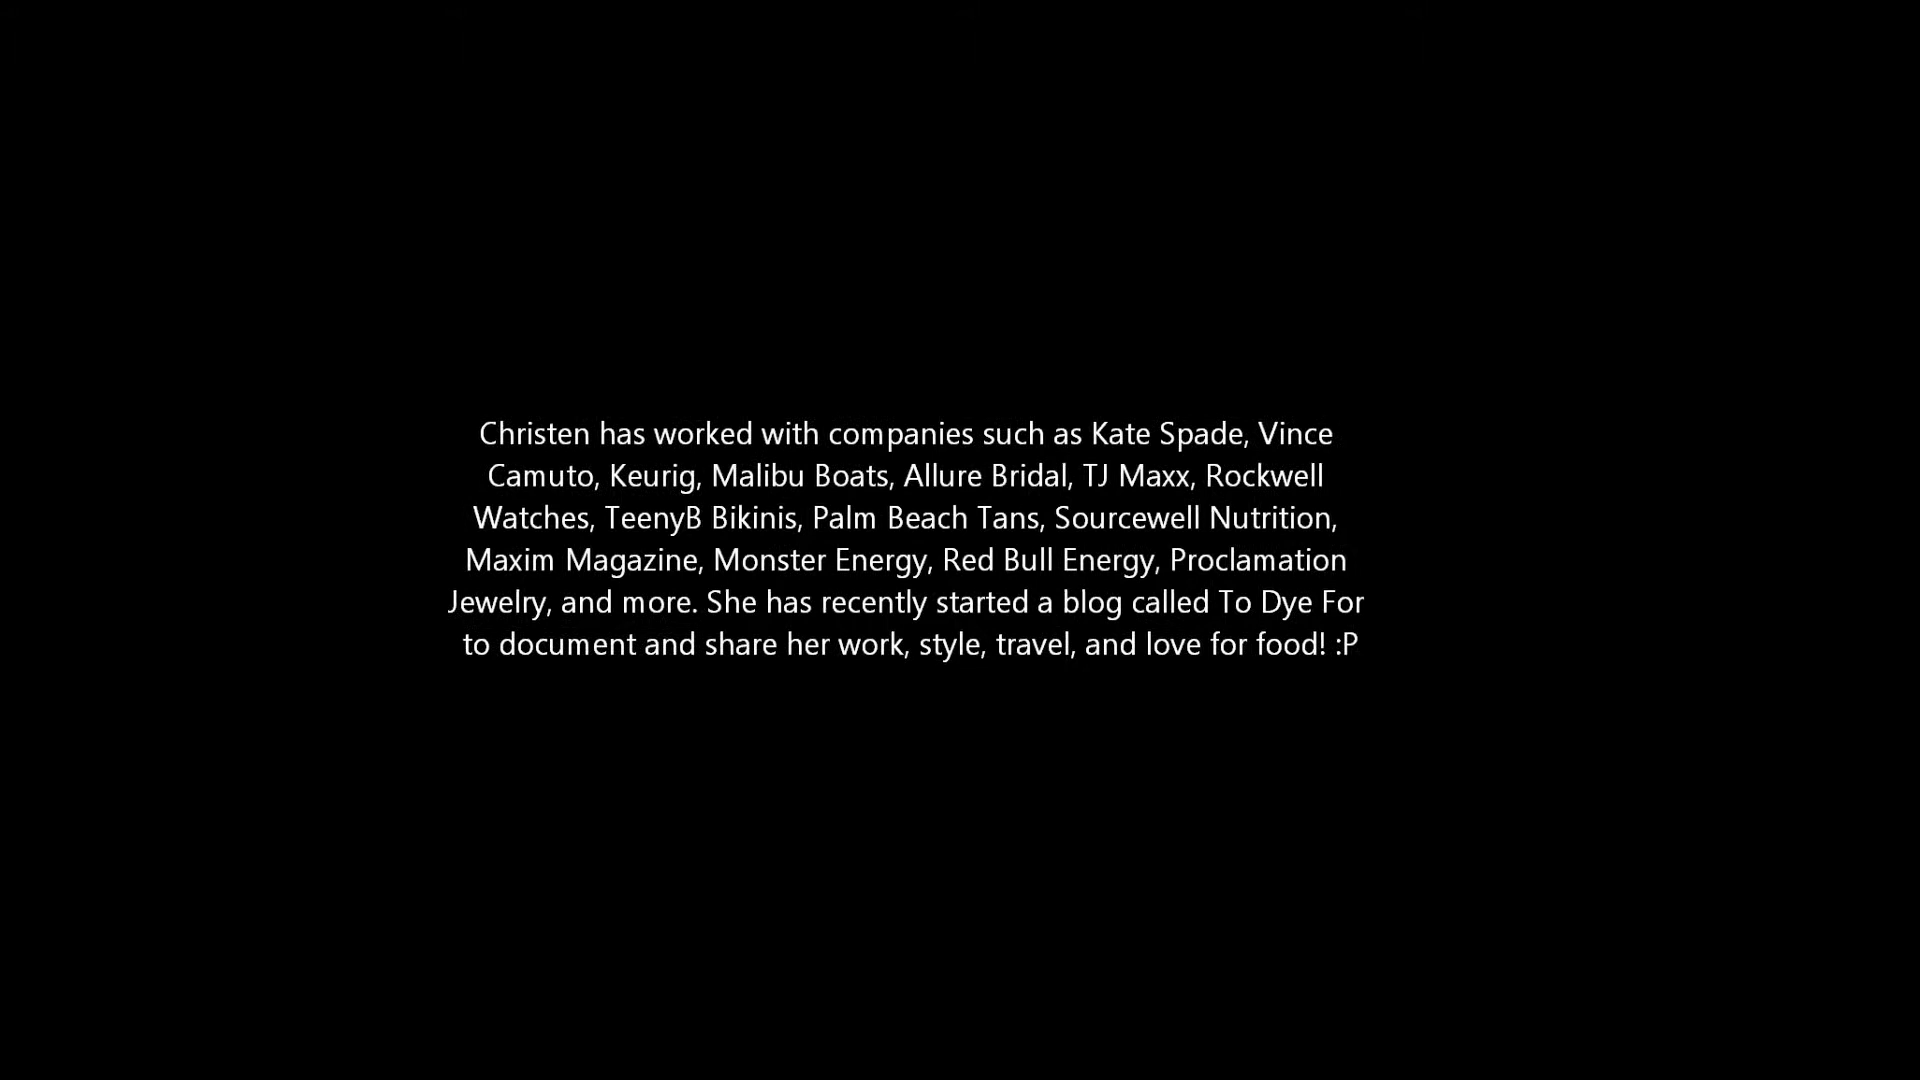 Christen has worked with companies such as Kate Spade, Vince
Camuto, Keurig, Malibu Boats, Allure Bridal, TJ Maxx, Rockwell
Watches, TeenyB Bikinis, Palm Beach Tans, Sourcewell Nutrition,
Maxim Magazine, Monster Energy, Red Bull Energy, Proclamation
Jewelry, and more. She has recently started a blog called To Dye For
to document and share her work, style, travel, and love for food! :P